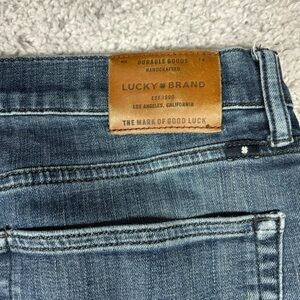 DURABLE GOODS
HANDCRAFTED
LUCKY BRAND
EST.1990
LOS ANGELES, CALIFORNIA
THE MARK OF GOOD LUCK